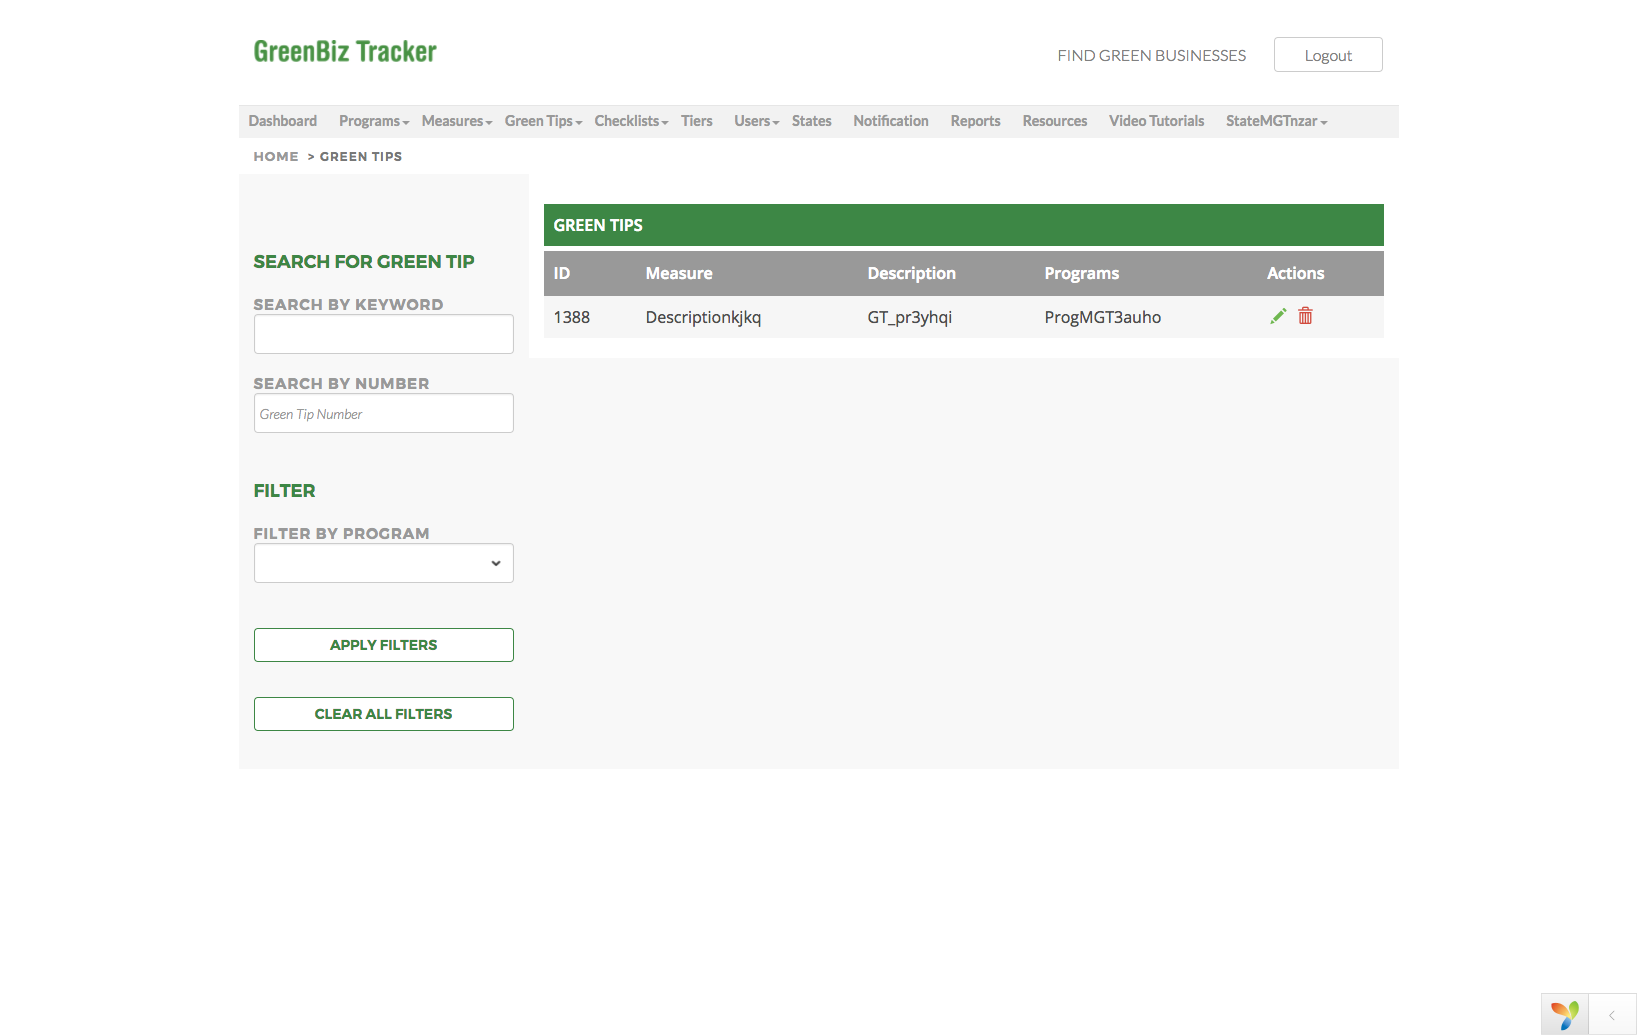 GreenBiz Tracker
FIND GREEN BUSINESSES
Logout
Dashboard Programs Measures Green Tips Checklists Tiers Users States Notification Reports Resources Video Tutorials StateMGTnzar
HOME > GREEN TIPS
SEARCH FOR GREEN TIP
SEARCH BY KEYWORD
SEARCH BY NUMBER
Green Tip Number
FILTER
FILTER BY PROGRAM
APPLY FILTERS
CLEAR ALL FILTERS
GREEN TIPS
ID Measure Description Programs Actions
1388 Descriptionkjkq GT_pr3yhqi ProgMGT3auho